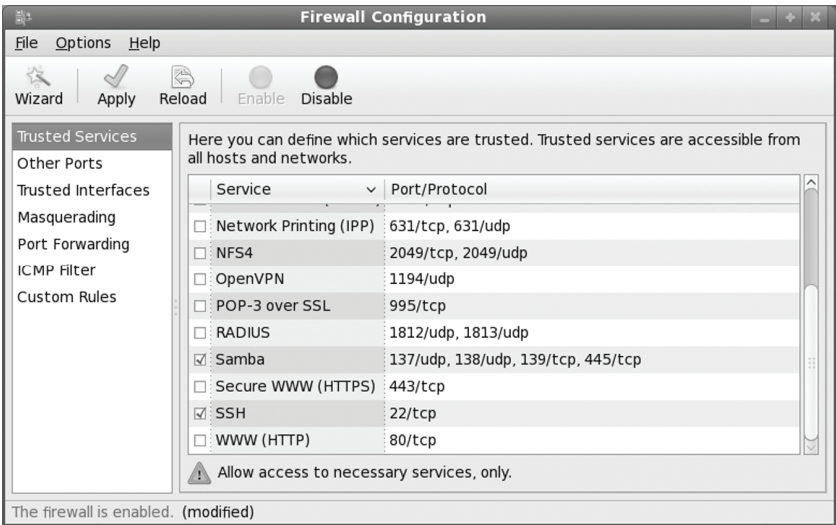 Firewall Configuration
File Options Help
Wizard Apply Reload Enable Disable
Trusted Services
Other Ports
Trusted Interfaces
Masquerading
Port Forwarding
ICMP Filter
Custom Rules
Here you can define which services are trusted. Trusted services are accessible from
all hosts and networks.
Service Port/Protocol
Network Printing (IPP) 631/tcp, 631/udp
NFS4 2049/tcp, 2049/udp
OpenVPN 1194/udp
POP-3 over SSL 995/tcp
RADIUS 1812/udp, 1813/udp
Samba 137/udp, 138/udp, 139/tcp, 445/tcp
Secure WWW (HTTPS) 443/tcp
SSH 22/tcp
WWW (HTTP) 80/tcp
Allow access to necessary services, only.
The firewall is enabled. (modified)